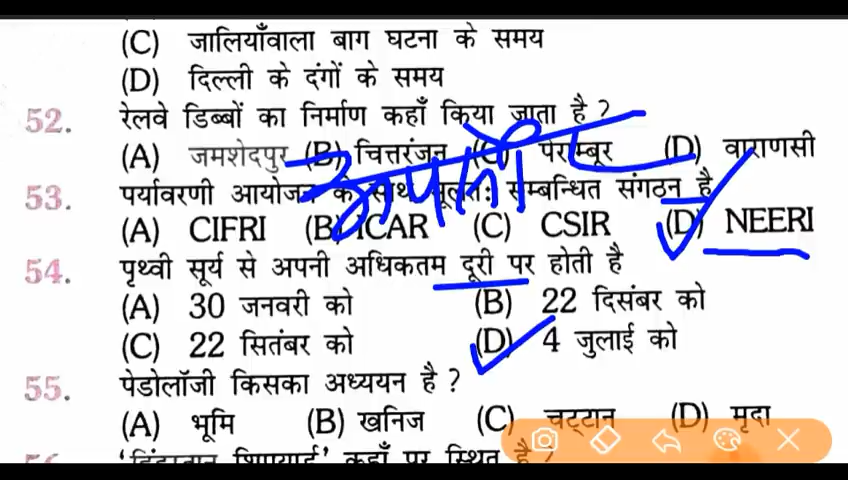 (C) जालियाँवाला बाग घटना के समय
(D) दिल्ली के दंगों के समय
52. रेलवे डिब्बों का निर्माण कहाँ किया जाता है ?
(A) जमशेदपुर (B) चित्तरंजन (C) पेराम्बूर (D) वाराणसी
53. पर्यावरणी आयोजन के साथ मूलत: सम्बन्धित संगठन है
(A) CIFRI (B) ICAR (C) CSIR (D) NEERI
54. पृथ्वी सूर्य से अपनी अधिकतम दूरी पर होती है
(A) 30 जनवरी को (B) 22 दिसंबर को
(C) 22 सितंबर को (D) 4 जुलाई को
55. पेडोलॉजी किसका अध्ययन है ?
(A) भूमि (B) खनिज (C) चट्टान (D) मृदा
कहाँ पर स्थित है ?